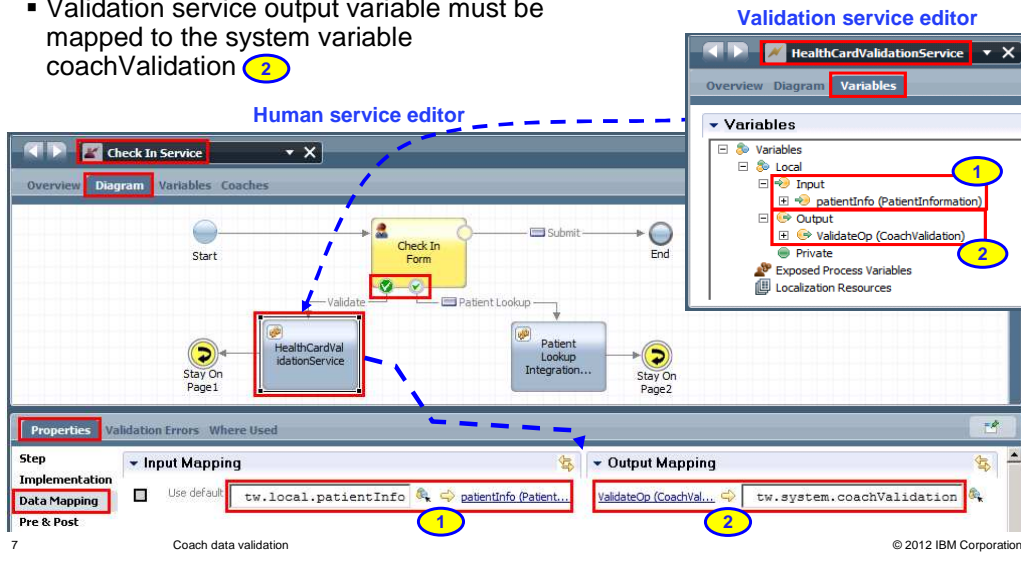 ▪ Validation service output variable must be
mapped to the system variable
coachValidation 2
Validation service editor
HealthCardValidationService
Overview Diagram Variables
Variables
Variables
Local
Input
1
patientInfo (PatientInformation)
Output
ValidateOp (CoachValidation)
2
Private
Exposed Process Variables
Localization Resources
Human service editor
Check In Service
Overview Diagram Variables Coaches
Start
Check In
Form
Submit
End
Validate
Patient Lookup
HealthCardVal
idationService
Stay On
Page1
Patient
Lookup
Integration...
Stay On
Page2
Properties Validation Errors Where Used
Step
Implementation
Data Mapping
Pre & Post
Input Mapping
Use default
tw.local.patientInfo
patientInfo (Patient...
1
Output Mapping
ValidateOp (CoachVal...
tw.system.coachValidation
2
7
Coach data validation
© 2012 IBM Corporation